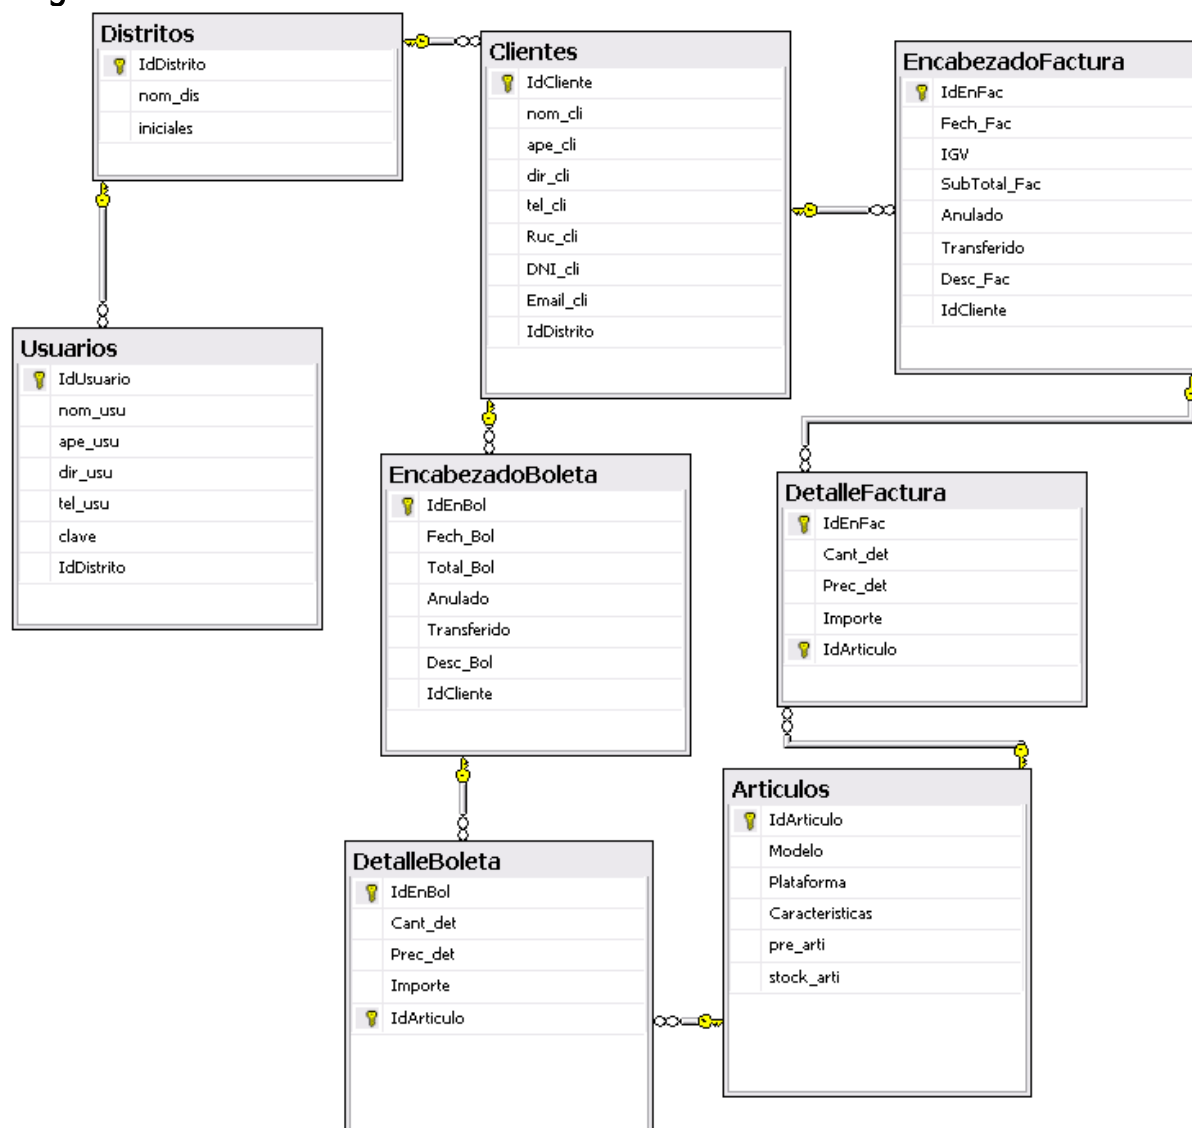 Distritos
IdDistrito
nom_dis
iniciales
Clientes
IdCliente
nom_cli
ape_cli
dir_cli
tel_cli
Ruc_cli
DNI_cli
Email_cli
IdDistrito
EncabezadoFactura
IdEnFac
Fech_Fac
IGV
SubTotal_Fac
Anulado
Transferido
Desc_Fac
IdCliente
Usuarios
IdUsuario
nom_usu
ape_usu
dir_usu
tel_usu
clave
IdDistrito
EncabezadoBoleta
IdEnBol
Fech_Bol
Total_Bol
Anulado
Transferido
Desc_Bol
IdCliente
DetalleFactura
IdEnFac
Cant_det
Prec_det
Importe
IdArticulo
DetalleBoleta
IdEnBol
Cant_det
Prec_det
Importe
IdArticulo
Articulos
IdArticulo
Modelo
Plataforma
Caracteristicas
pre_arti
stock_arti